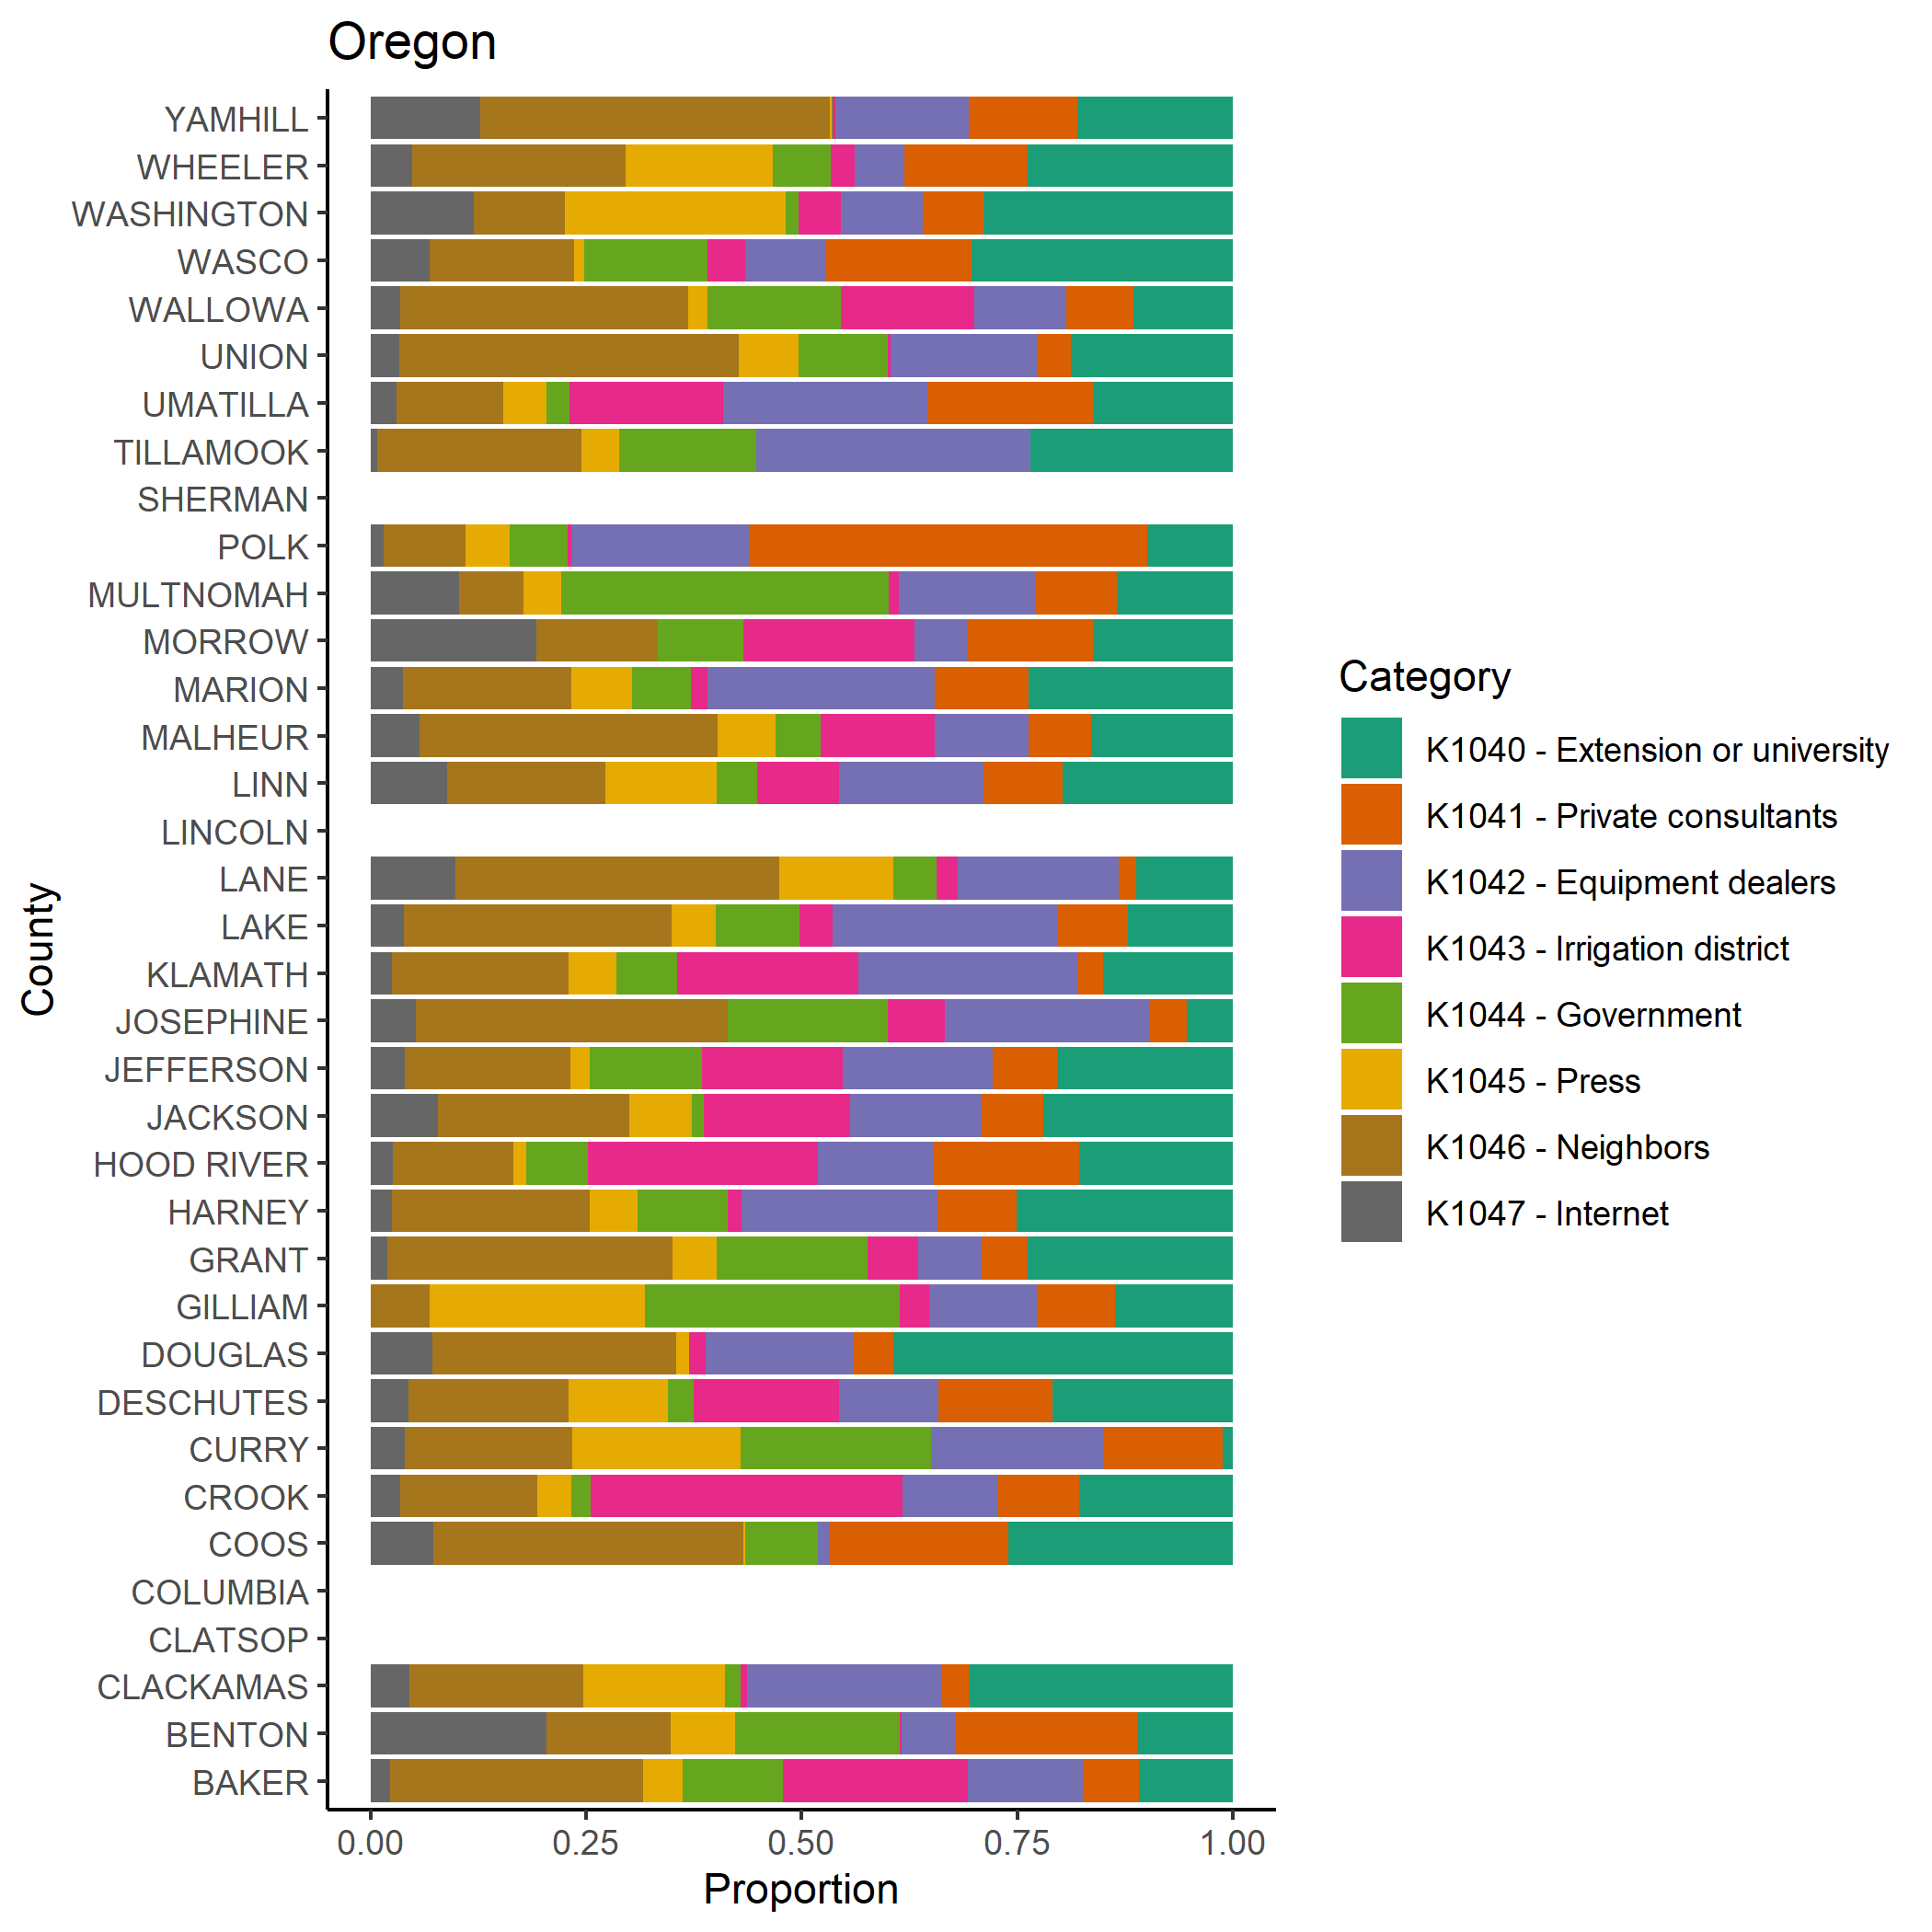 Oregon
YAMHILL
WHEELER
WASHINGTON
WASCO
WALLOWA
UNION
UMATILLA
TILLAMOOK
SHERMAN
POLK
MULTNOMAH
MORROW
MARION
MALHEUR
LINN
LINCOLN
LANE
LAKE
KLAMATH
JOSEPHINE
JEFFERSON
JACKSON
HOOD RIVER
HARNEY
GRANT
GILLIAM
DOUGLAS
DESCHUTES
CURRY
CROOK
COOS
COLUMBIA
CLATSOP
CLACKAMAS
BENTON
BAKER
County
0.00 0.25 0.50 0.75 1.00
Proportion
Category
K1040 - Extension or university
K1041 - Private consultants
K1042 - Equipment dealers
K1043 - Irrigation district
K1044 - Government
K1045 - Press
K1046 - Neighbors
K1047 - Internet